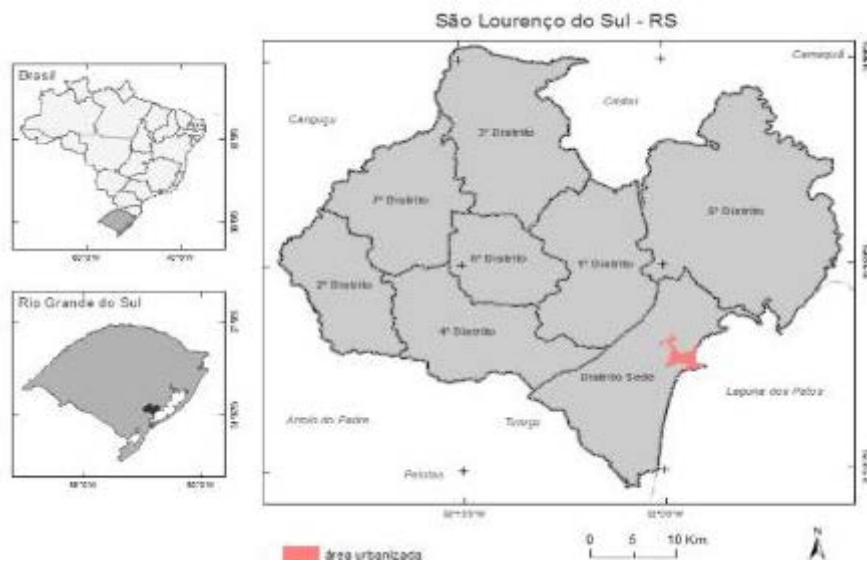 São Lourenço do Sul - RS
Brasil
Rio Grande do Sul
Canguçu
Cristal
Camaquã
3º Distrito
7º Distrito
5º Distrito
6º Distrito
1º Distrito
2º Distrito
4º Distrito
Distrito Sede
Laguna dos Patos
Arroio do Padre
Turuçu
Pelotas
área urbanizada
0 5 10 Km
N